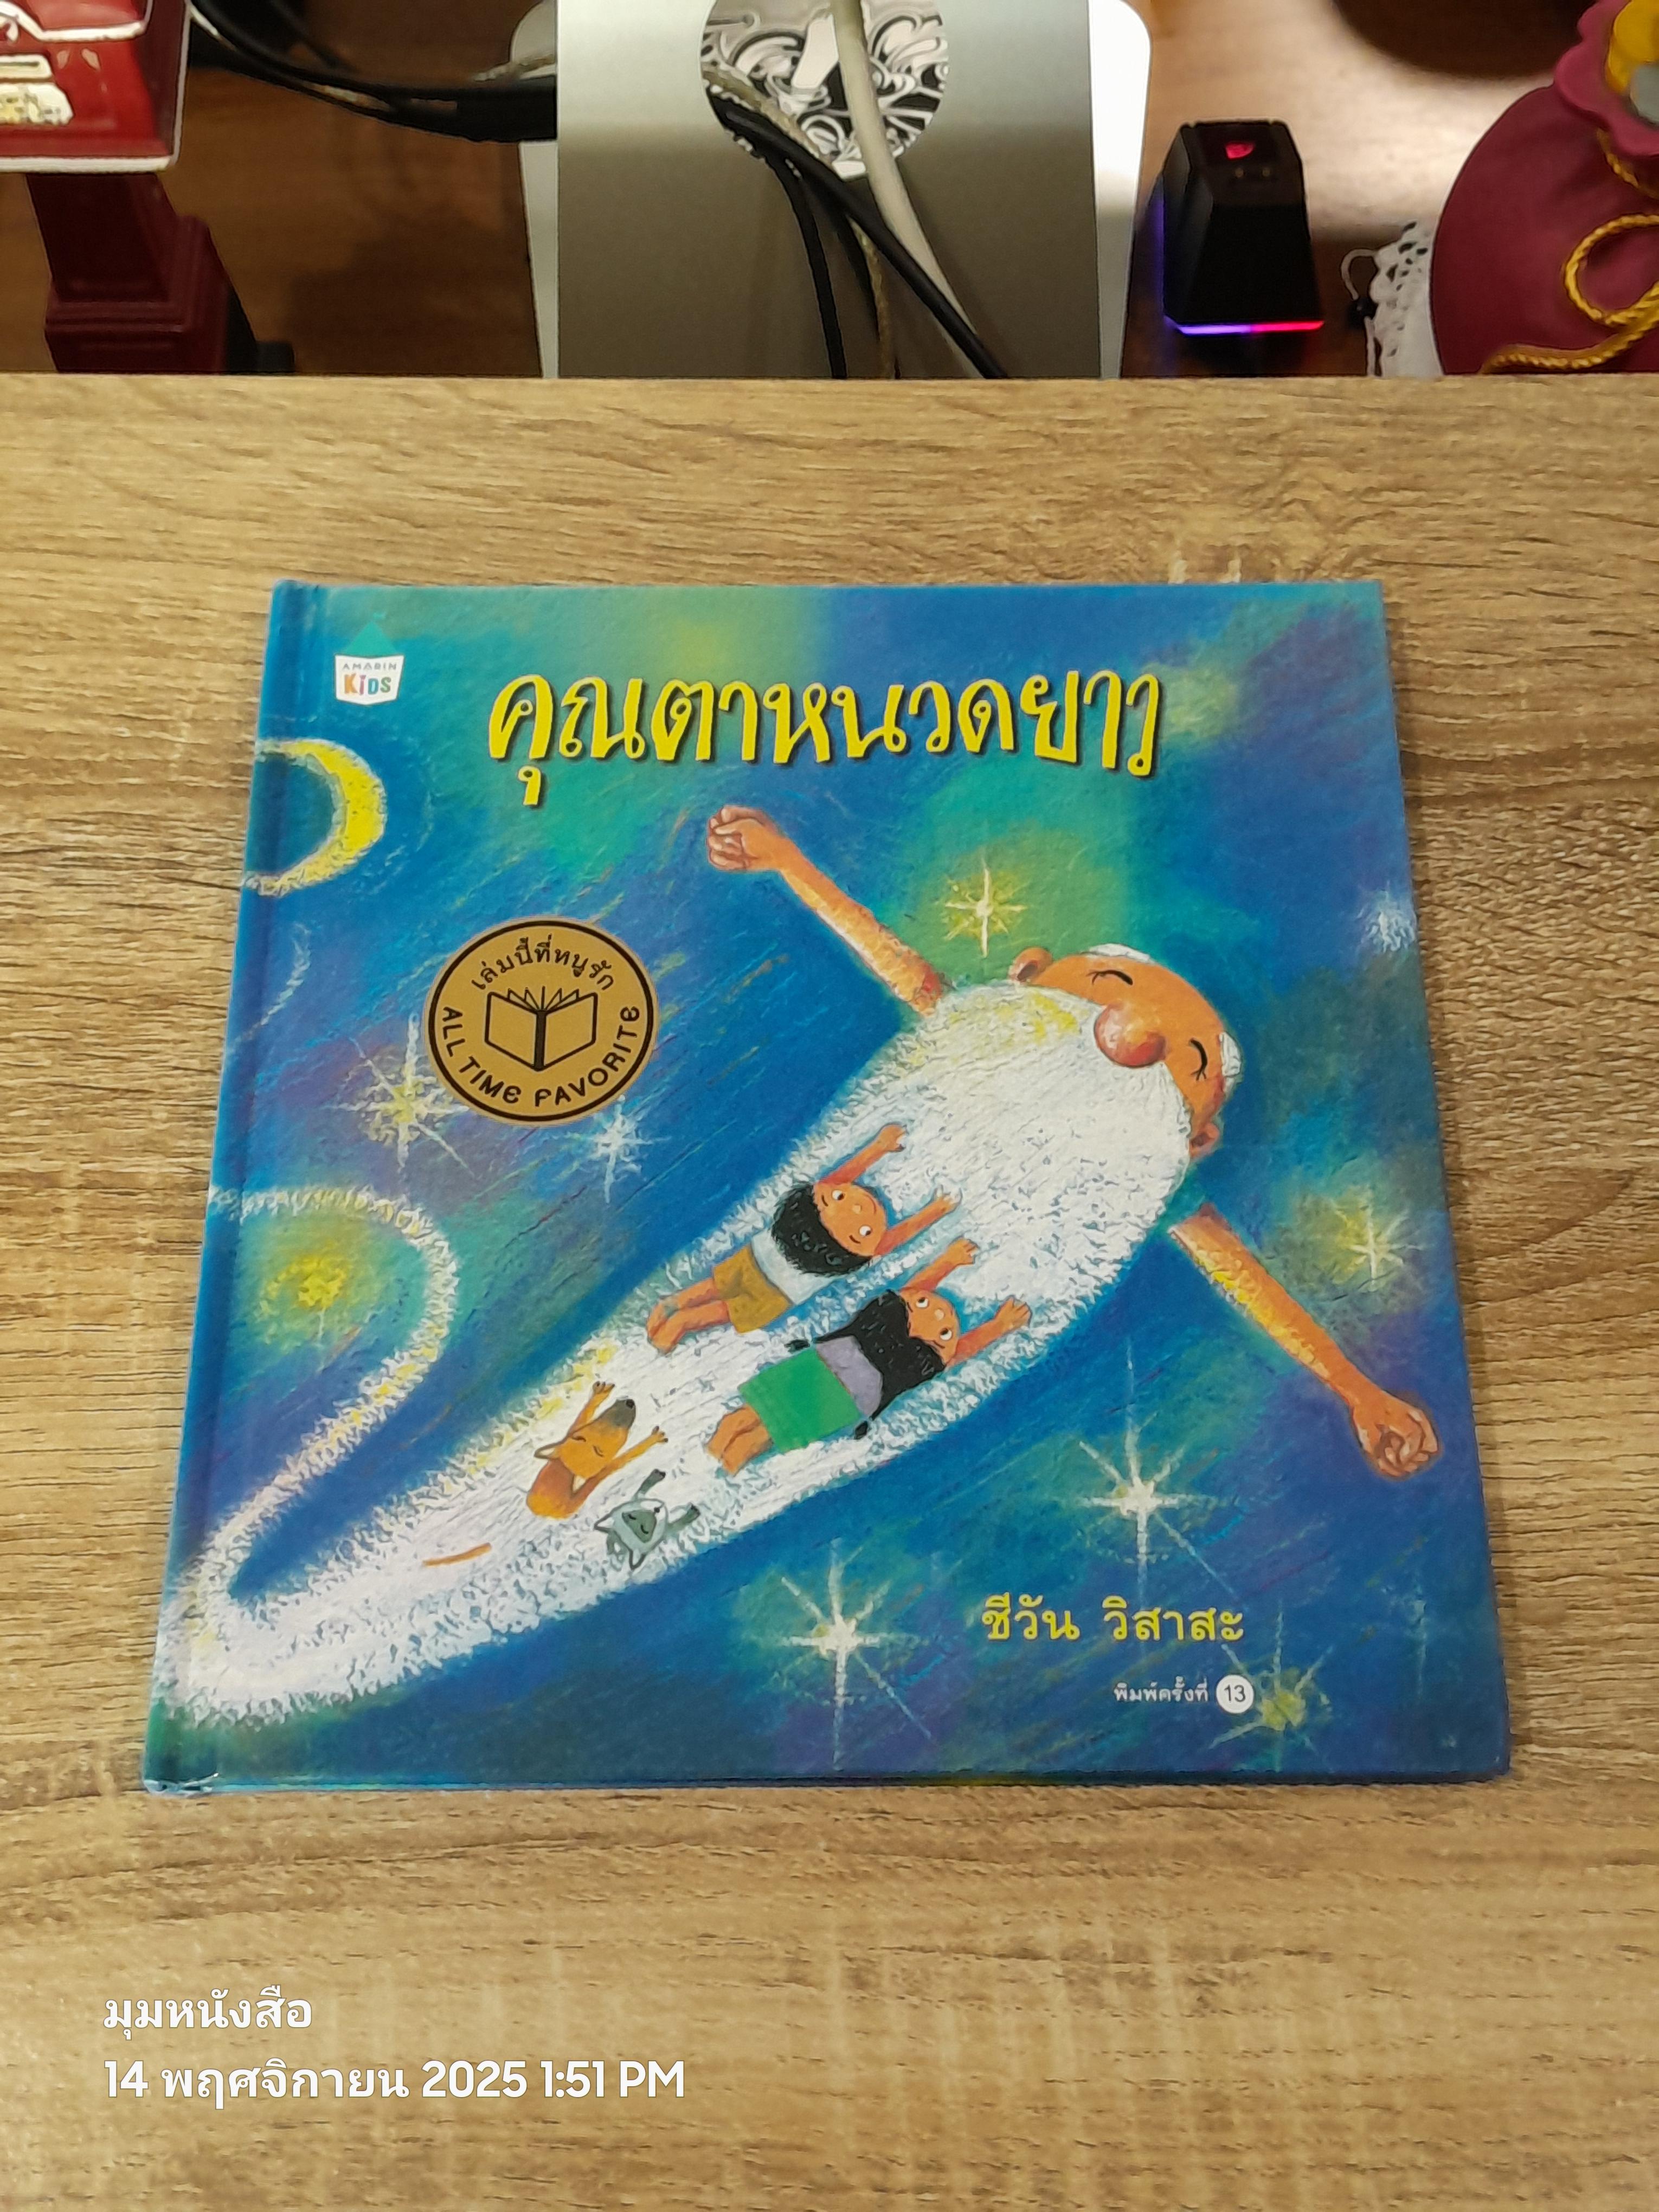 AMARIN
KiDS
คุณตาหนวดยาว
เล่มนี้ที่หนูรัก
ALL TIME FAVORITE
ชีวัน วิสาสะ
พิมพ์ครั้งที่ 13
มุมหนังสือ
14 พฤศจิกายน 2025 1:51 PM